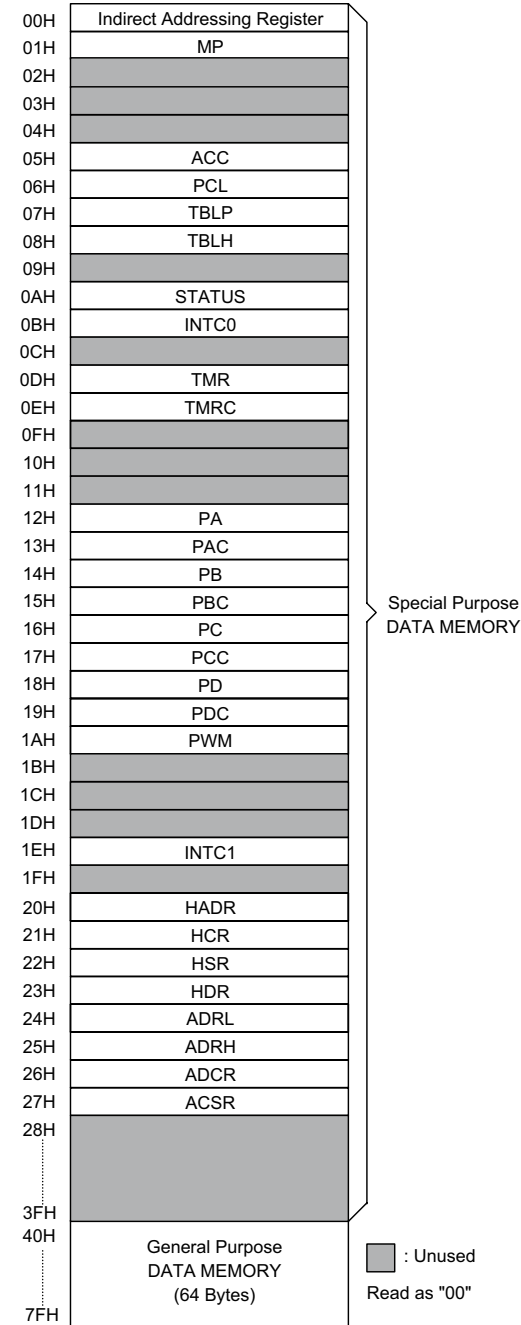 00H Indirect Addressing Register
01H MP
02H
03H
04H
05H ACC
06H PCL
07H TBLP
08H TBLH
09H
0AH STATUS
0BH INTC0
0CH
0DH TMR
0EH TMRC
0FH
10H
11H
12H PA
13H PAC
14H PB
15H PBC
16H PC
17H PCC
18H PD
19H PDC
1AH PWM
1BH
1CH
1DH
1EH INTC1
1FH
20H HADR
21H HCR
22H HSR
23H HDR
24H ADRL
25H ADRH
26H ADCR
27H ACSR
28H
3FH
40H
7FH
General Purpose
DATA MEMORY
(64 Bytes)
Special Purpose
DATA MEMORY
: Unused
Read as "00"